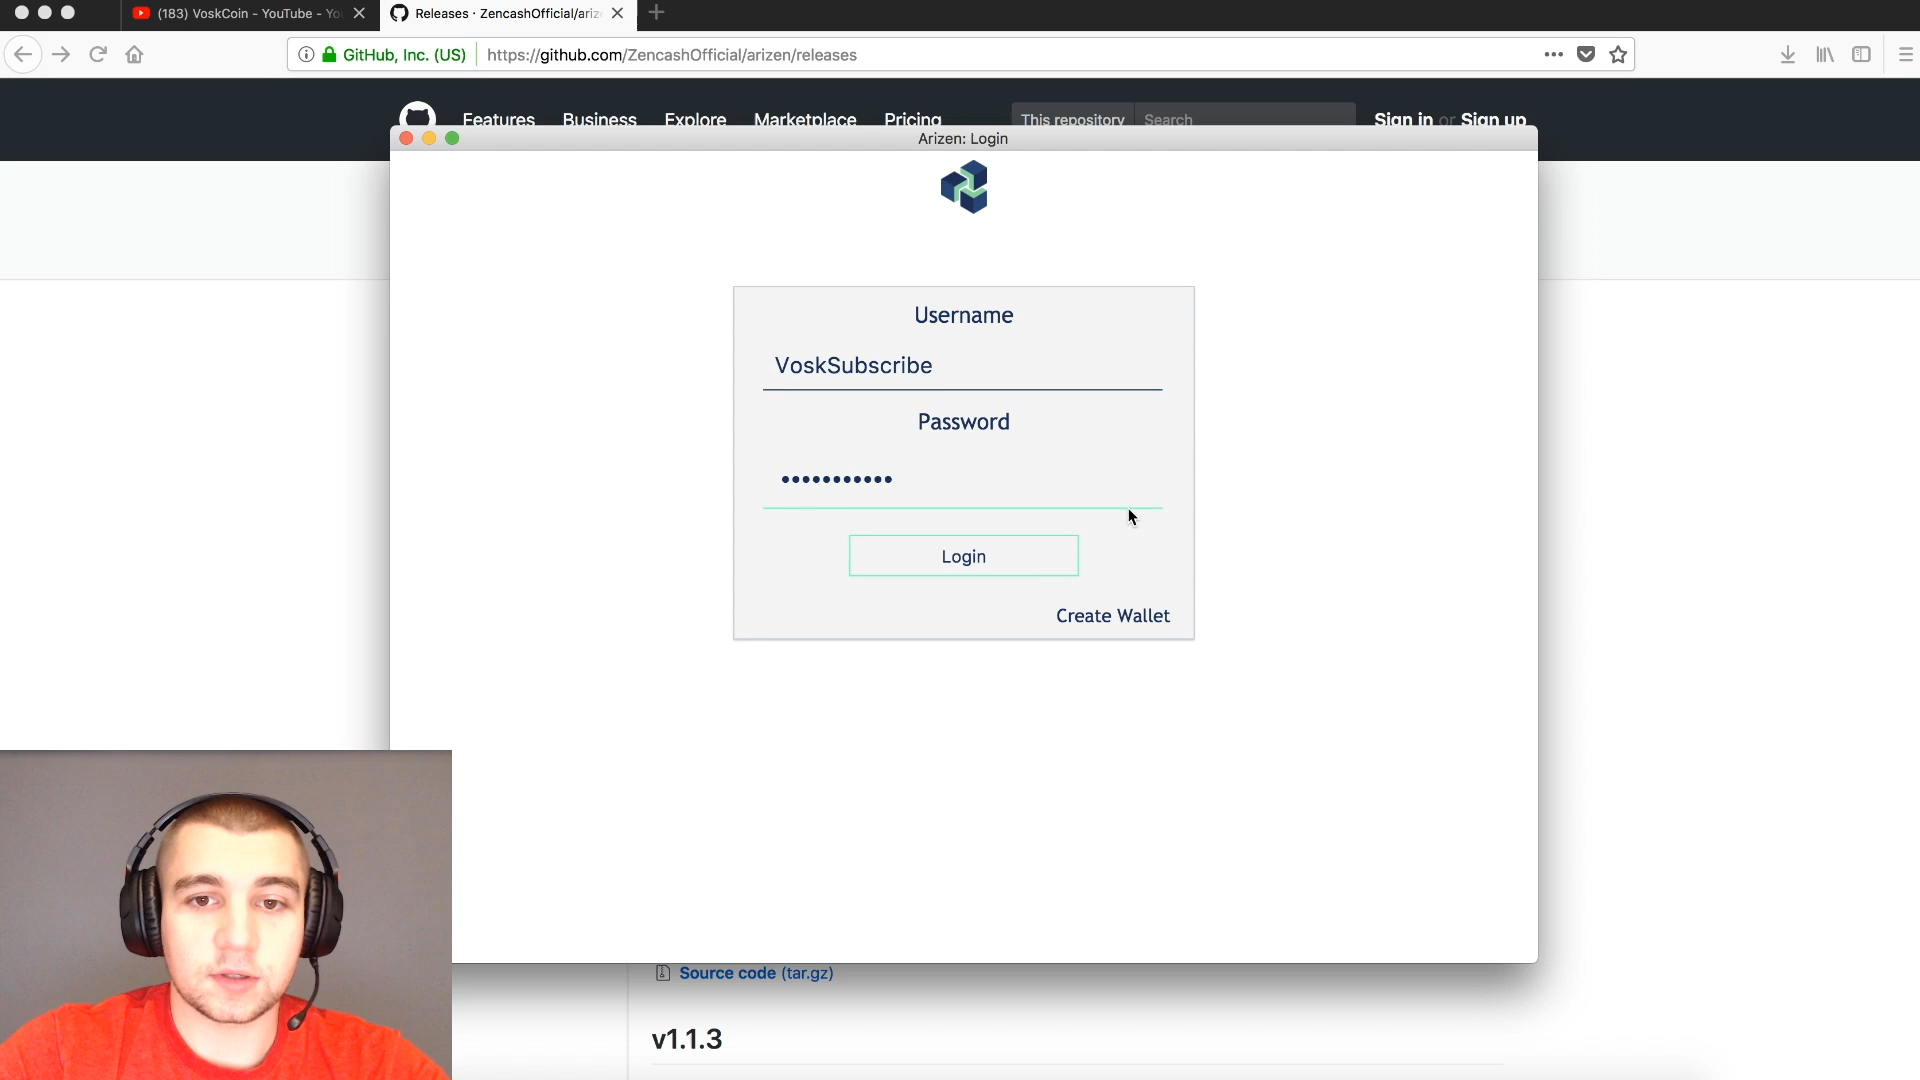 (183) VoskCoin - YouTube - Yo
Releases · ZencashOfficial/ariz
GitHub, Inc. (US)
https://github.com/ZencashOfficial/arizen/releases
Features Business Explore Marketplace Pricing This repository Search Sign in or Sign up
Arizen: Login
Username
VoskSubscribe
Password
•••••••••••
Login
Create Wallet
Source code (tar.gz)
v1.1.3